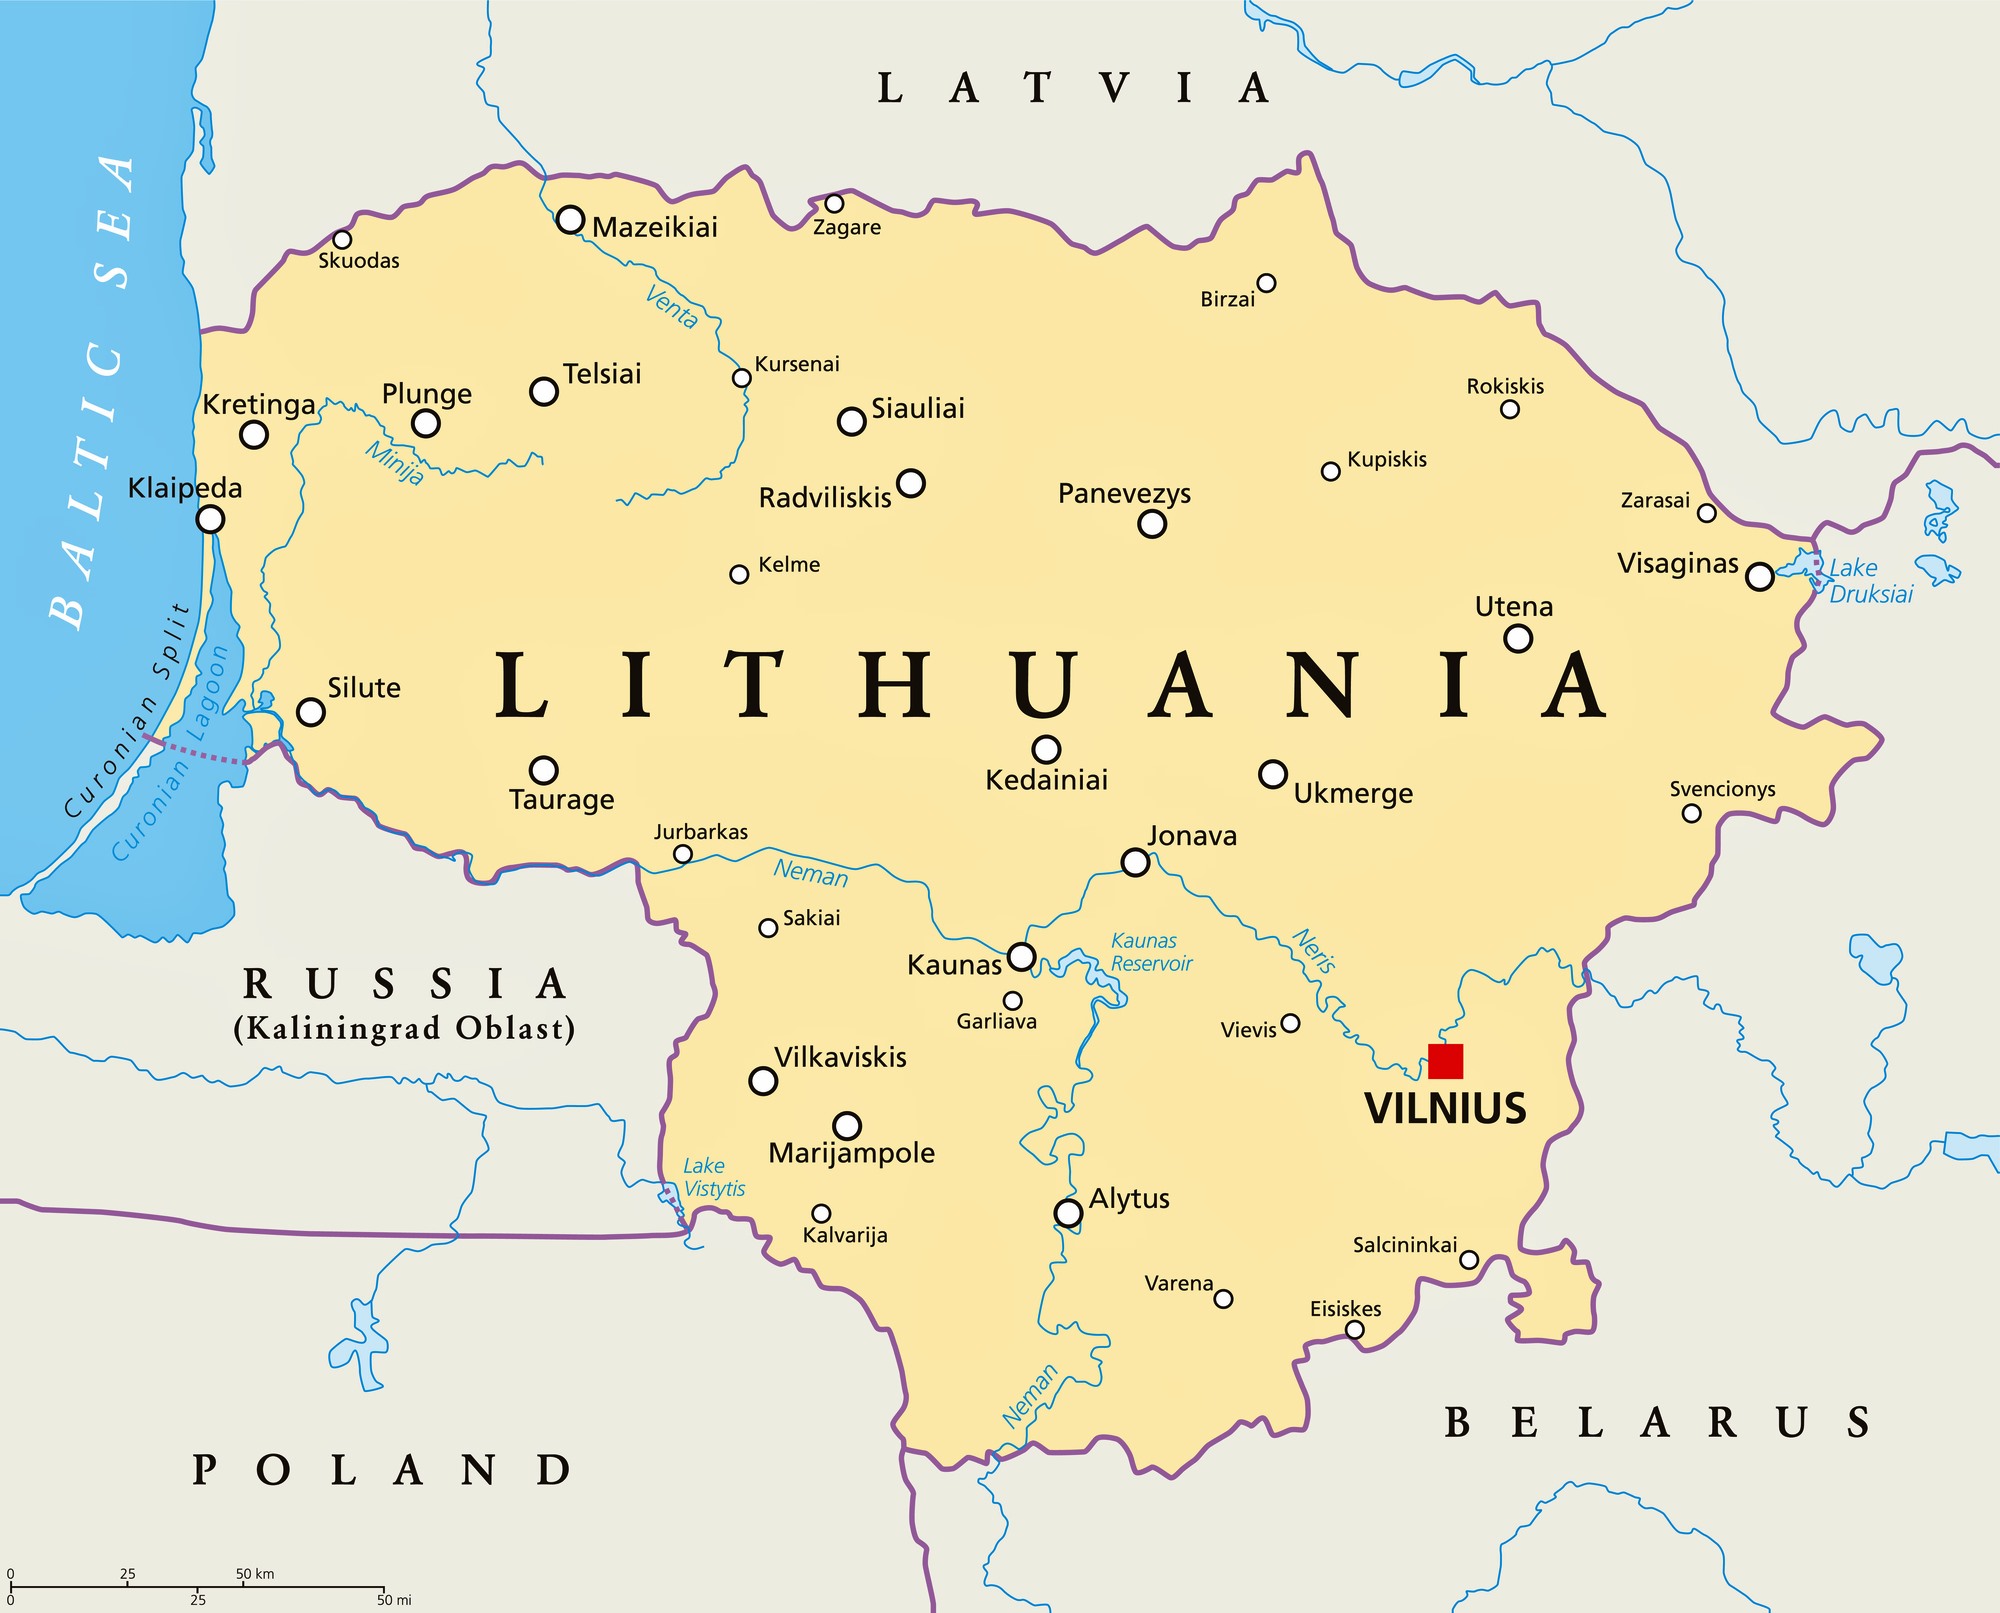 LATVIA
BALTIC SEA
Mazeikiai
Zagare
Skuodas
Venta
Birzai
Kursenai
Telsiai
Plunge
Kretinga
Siauliai
Rokiskis
Minija
Kupiskis
Klaipeda
Radviliskis
Panevezys
Zarasai
Kelme
Visaginas
Lake
Druksiai
Utena
Curonian Split
Curonian Lagoon
Silute
LITHUANIA
Kedainiai
Taurage
Ukmerge
Svencionys
Jurbarkas
Jonava
Neman
Sakiai
Kaunas
Kaunas
Reservoir
Neris
RUSSIA
(Kaliningrad Oblast)
Garliava
Vievis
Vilkaviskis
VILNIUS
Marijampole
Lake
Vistytis
Alytus
Kalvarija
Salcininkai
Varena
Eisiskes
Neman
BELARUS
POLAND
0 25 50 km
0 25 50 mi